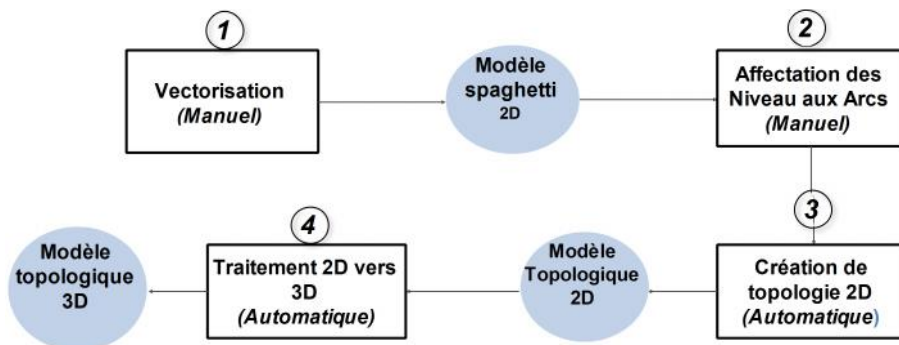 1
Vectorisation
(Manuel)
Modèle
spaghetti
2D
2
Affectation des
Niveau aux Arcs
(Manuel)
3
Création de
topologie 2D
(Automatique)
Modèle
Topologique
2D
4
Traitement 2D vers
3D
(Automatique)
Modèle
topologique
3D